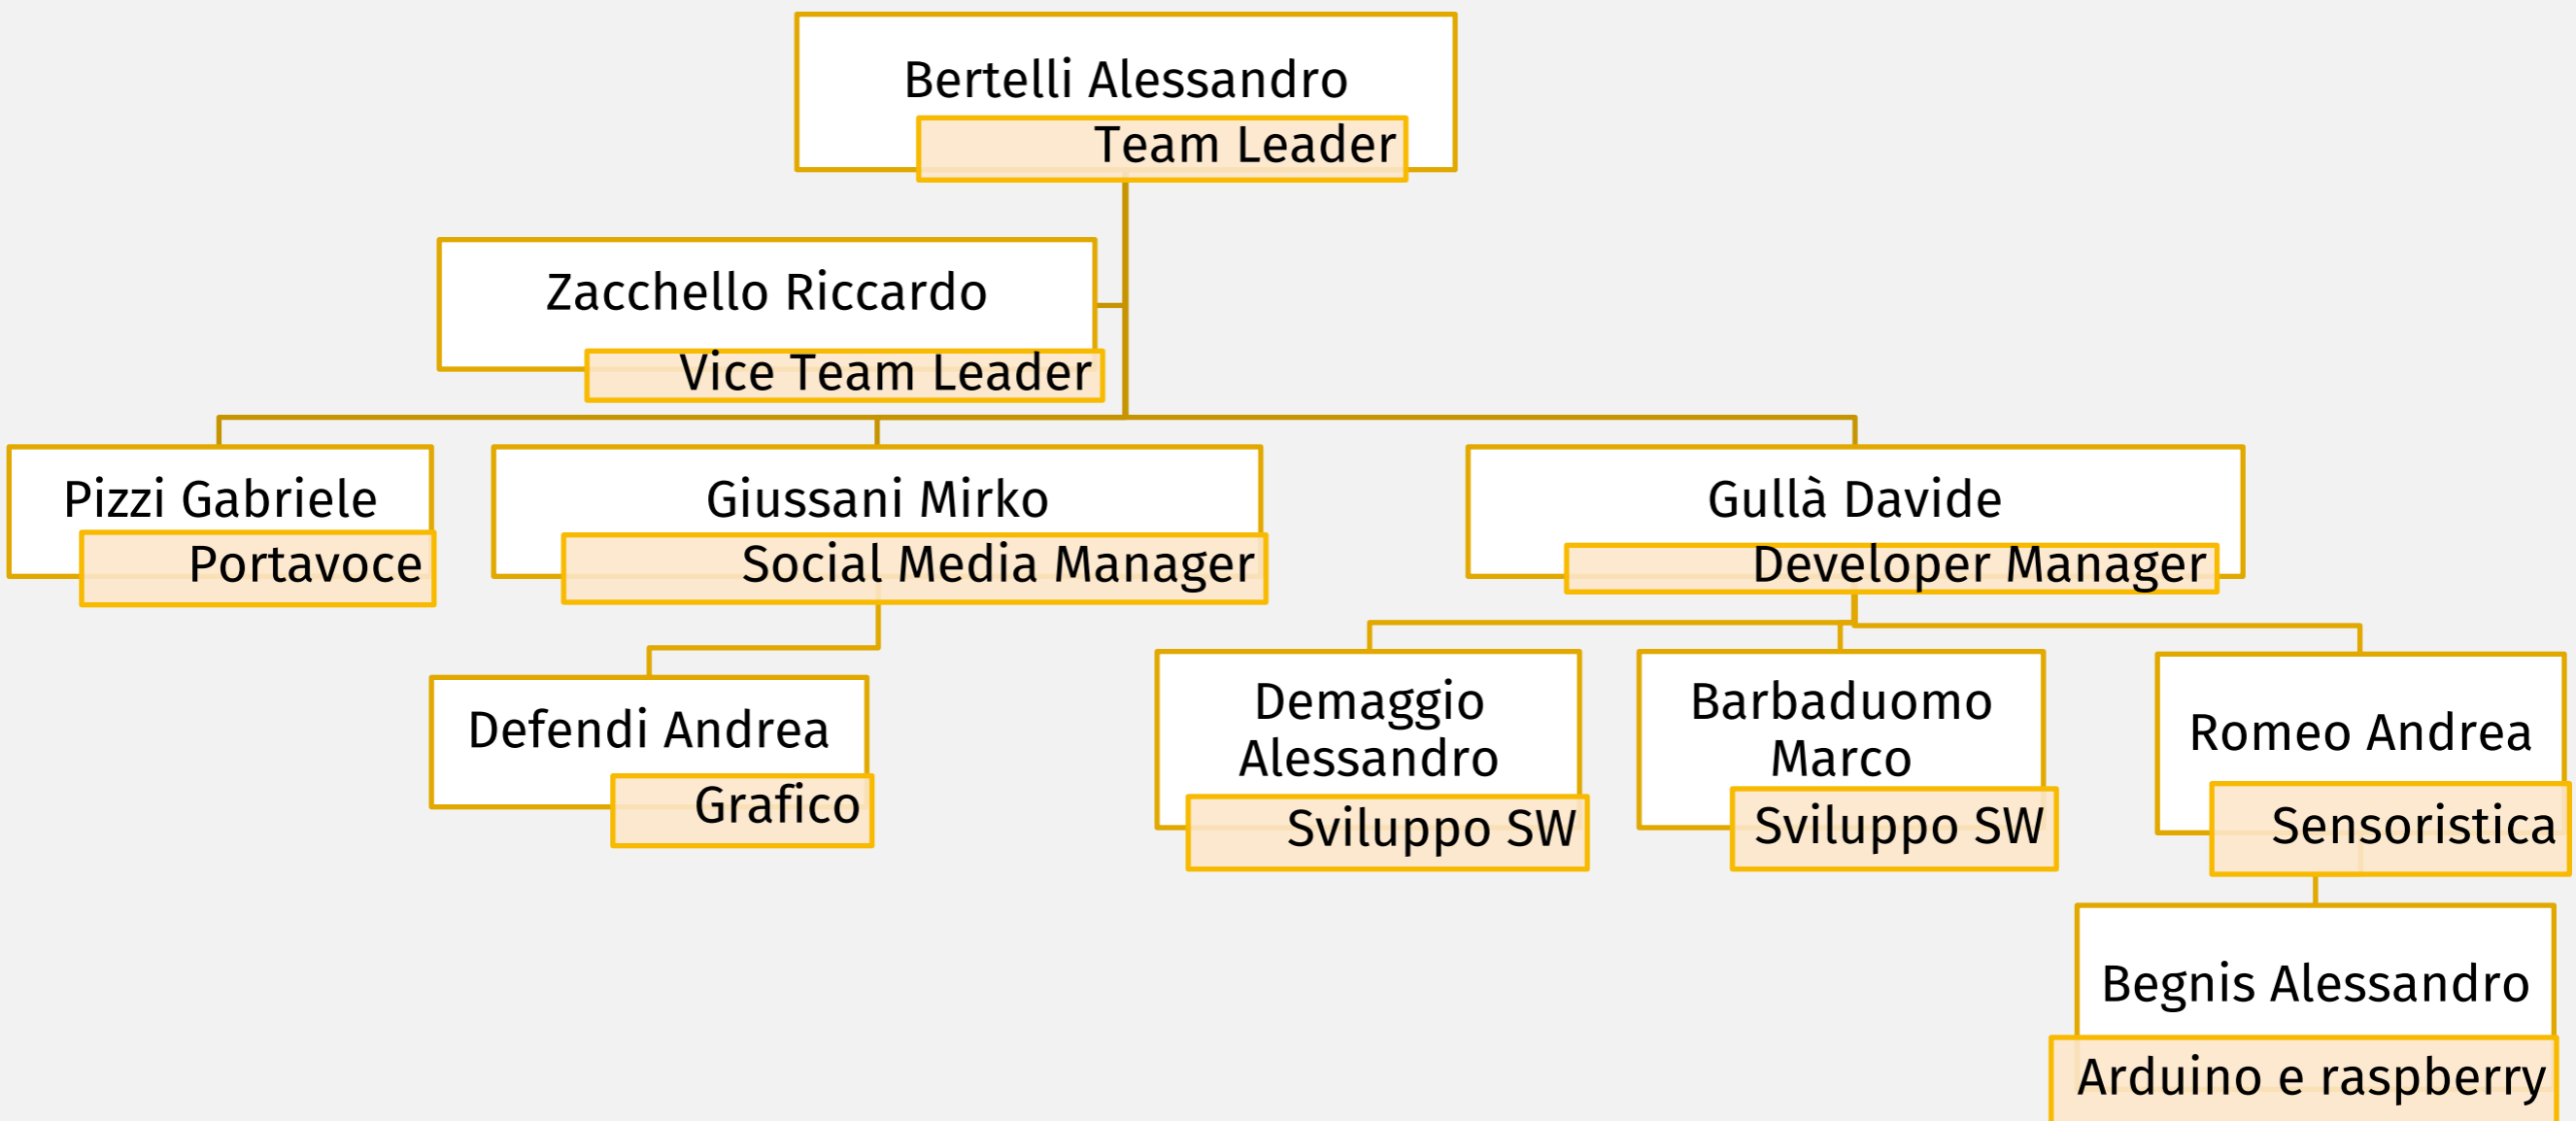 Bertelli Alessandro
Team Leader
Zacchello Riccardo
Vice Team Leader
Pizzi Gabriele
Portavoce
Giussani Mirko
Social Media Manager
Gullà Davide
Developer Manager
Defendi Andrea
Grafico
Demaggio
Alessandro
Sviluppo SW
Barbaduomo
Marco
Sviluppo SW
Romeo Andrea
Sensoristica
Begnis Alessandro
Arduino e raspberry